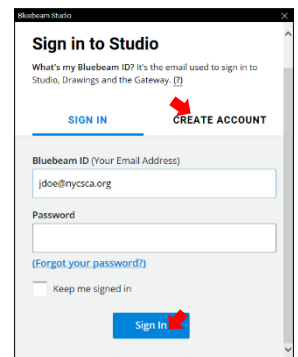 Bluebeam Studio
Sign in to Studio
What's my Bluebeam ID? It's the email used to sign in to
Studio, Drawings and the Gateway. (?)
SIGN IN CREATE ACCOUNT
Bluebeam ID (Your Email Address)
jdoe@nycsca.org
Password
(Forgot your password?)
Keep me signed in
Sign In